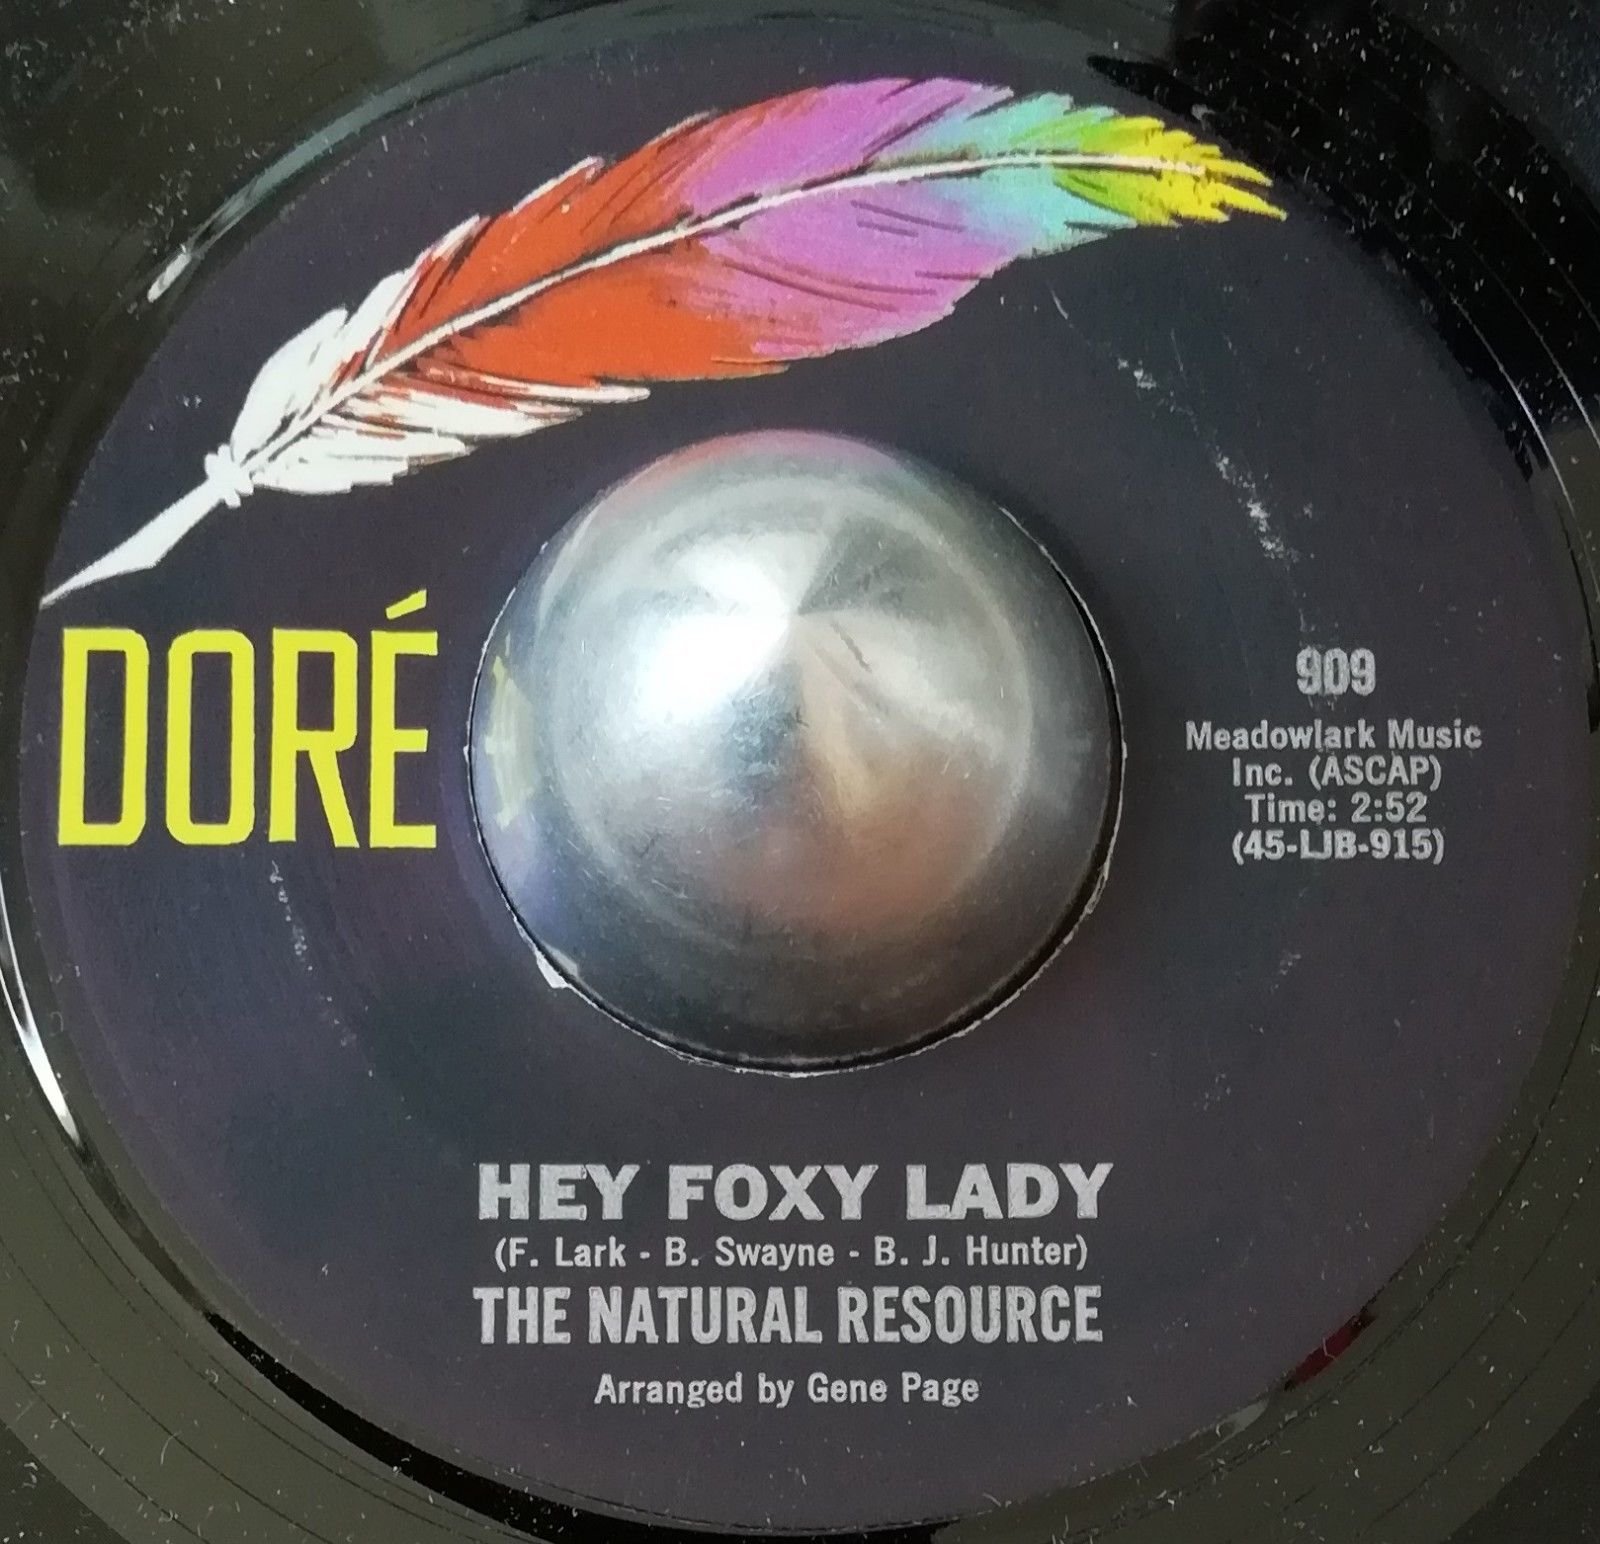 DORÉ
909
Meadowlark Music
Inc. (ASCAP)
Time: 2:52
(45-LJB-915)
HEY FOXY LADY
(F. Lark - B. Swayne - B. J. Hunter)
THE NATURAL RESOURCE
Arranged by Gene Page